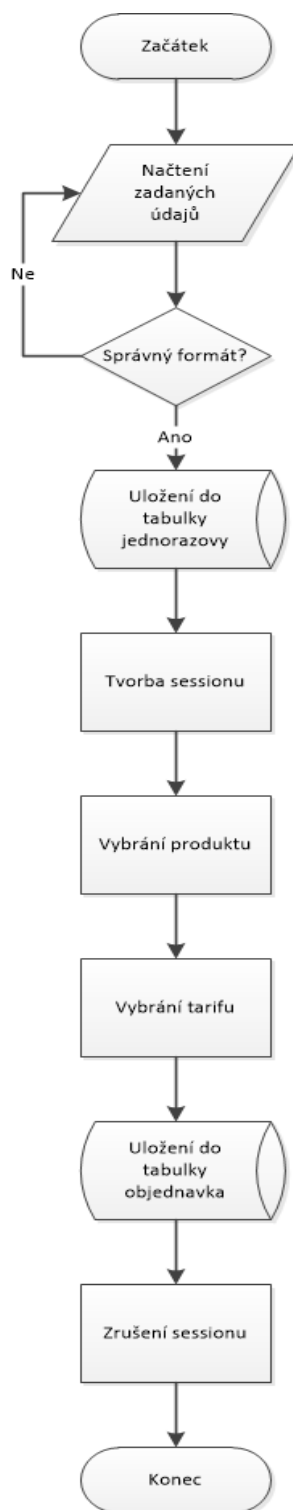 Začátek
Načtení
zadaných
údajů
Ne
Správný formát?
Ano
Uložení do
tabulky
jednorazovy
Tvorba sessionu
Vybrání produktu
Vybrání tarifu
Uložení do
tabulky
objednavka
Zrušení sessionu
Konec